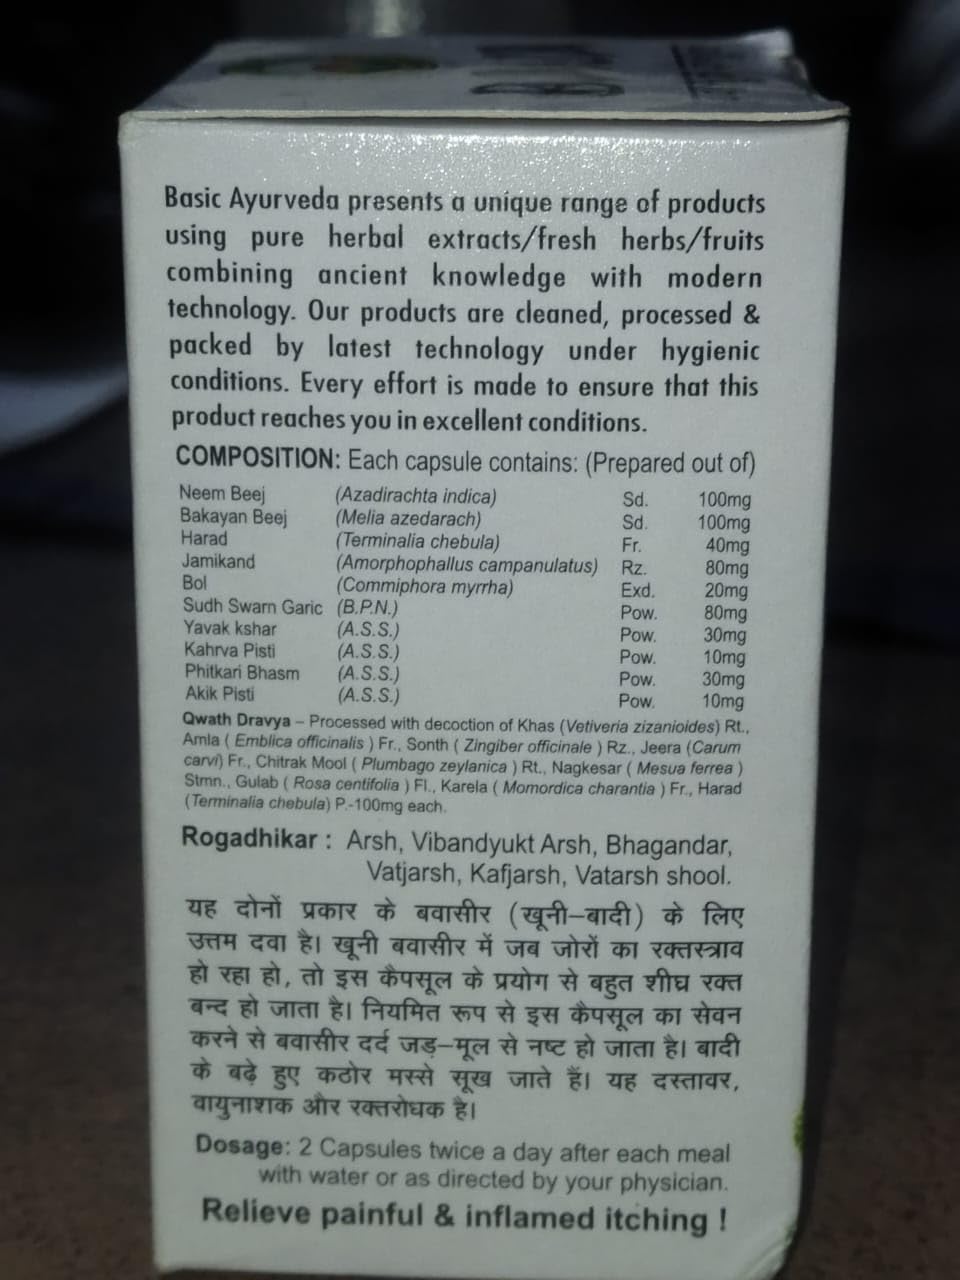 Basic Ayurveda presents a unique range of products
using pure herbal extracts/fresh herbs/fruits
combining ancient knowledge with modern
technology. Our products are cleaned, processed &
packed by latest technology under hygienic
conditions. Every effort is made to ensure that this
product reaches you in excellent conditions.
COMPOSITION: Each capsule contains: (Prepared out of)
Neem Beej (Azadirachta indica) Sd. 100mg
Bakayan Beej (Melia azedarach) Sd. 100mg
Harad (Terminalia chebula) Fr. 40mg
Jamikand (Amorphophallus campanulatus) Rz. 80mg
Bol (Commiphora myrrha) Exd. 20mg
Sudh Swarn Garic (B.P.N.) Pow. 80mg
Yavak kshar (A.S.S.) Pow. 30mg
Kahrva Pisti (A.S.S.) Pow. 10mg
Phitkari Bhasm (A.S.S.) Pow. 30mg
Akik Pisti (A.S.S.) Pow. 10mg
Qwath Dravya – Processed with decoction of Khas (Vetiveria zizanioides) Rt.,
Amla ( Emblica officinalis ) Fr., Sonth ( Zingiber officinale ) Rz., Jeera (Carum
carvi) Fr., Chitrak Mool ( Plumbago zeylanica ) Rt., Nagkesar ( Mesua ferrea )
Stmn., Gulab ( Rosa centifolia ) Fl., Karela ( Momordica charantia ) Fr., Harad
(Terminalia chebula) P.-100mg each.
Rogadhikar : Arsh, Vibandyukt Arsh, Bhagandar,
Vatjarsh, Kafjarsh, Vatarsh shool.
यह दोनों प्रकार के बवासीर (खूनी–बादी) के लिए
उत्तम दवा है। खूनी बवासीर में जब जोरों का रक्तस्त्राव
हो रहा हो, तो इस कैपसूल के प्रयोग से बहुत शीघ्र रक्त
बन्द हो जाता है। नियमित रूप से इस कैपसूल का सेवन
करने से बवासीर दर्द जड़–मूल से नष्ट हो जाता है। बादी
के बढ़े हुए कठोर मस्से सूख जाते हैं। यह दस्तावर,
वायुनाशक और रक्तरोधक है।
Dosage: 2 Capsules twice a day after each meal
with water or as directed by your physician.
Relieve painful & inflamed itching !